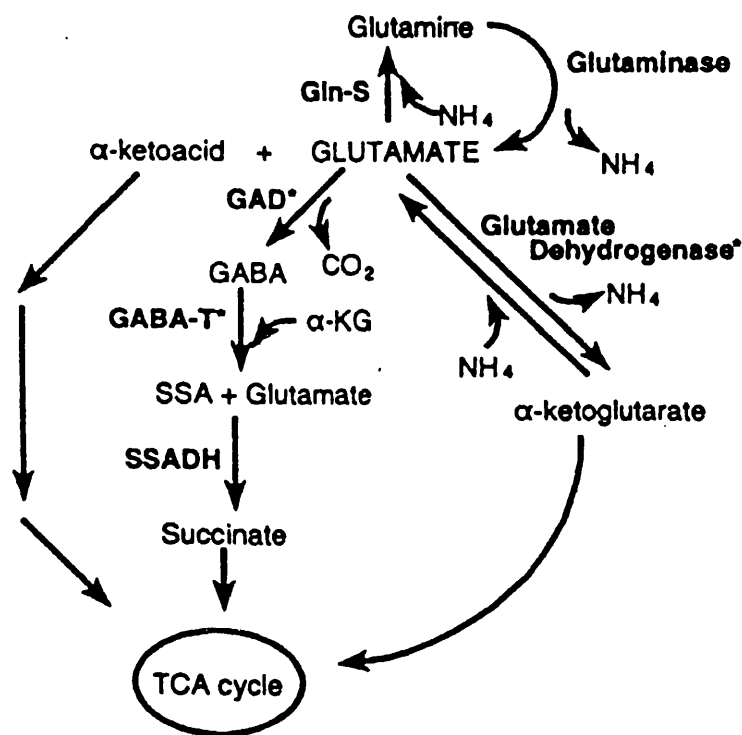 Glutamine
Glutaminase
Gln-S
NH₄
NH₄
α-ketoacid + GLUTAMATE
GAD*
CO₂
Glutamate
Dehydrogenase*
GABA
NH₄
GABA-T*
α-KG
NH₄
SSA + Glutamate
α-ketoglutarate
SSADH
Succinate
TCA cycle